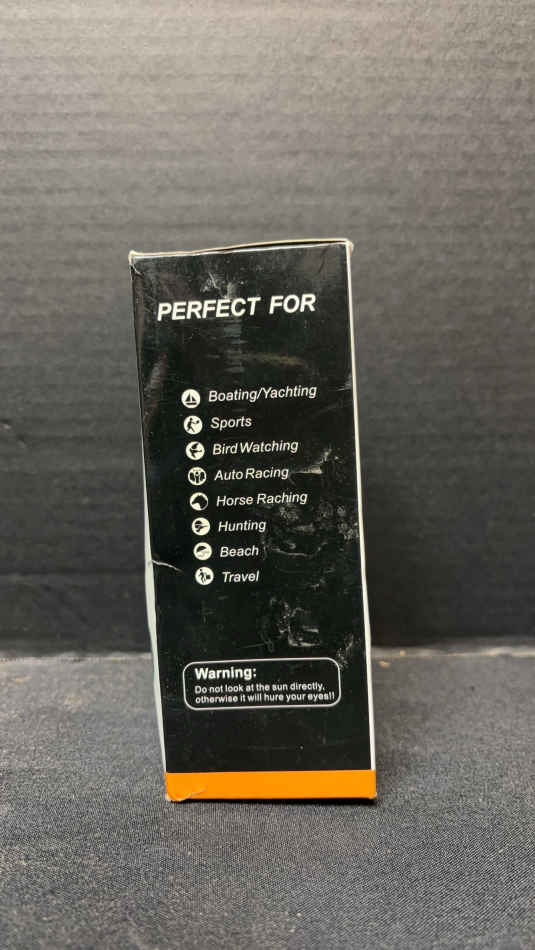 PERFECT FOR
Boating/Yachting
Sports
Bird Watching
Auto Racing
Horse Raching
Hunting
Beach
Travel
Warning:
Do not look at the sun directly,
otherwise it will hure your eyes!!